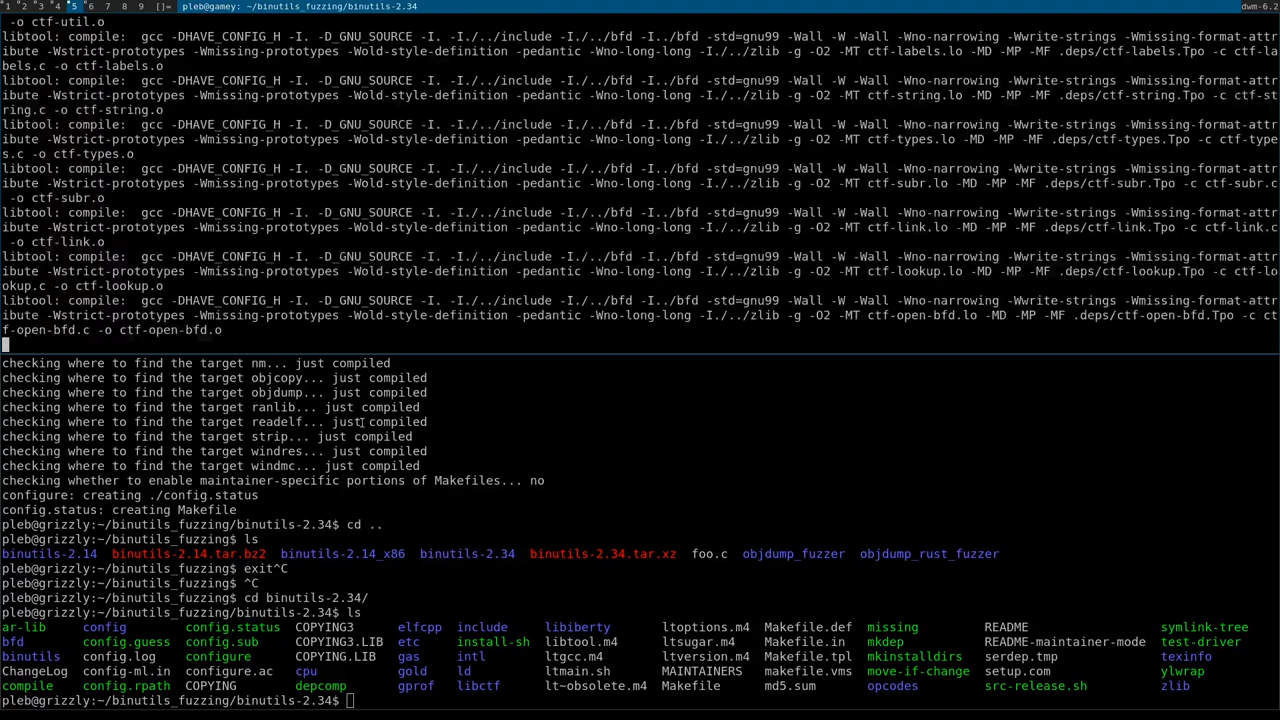 1 2 3 4 5 6 7 8 9 []= pleb@gamey: ~/binutils_fuzzing/binutils-2.34 dwm-6.2
-o ctf-util.o
libtool: compile:  gcc -DHAVE_CONFIG_H -I. -D_GNU_SOURCE -I. -I./../include -I./../bfd -I../bfd -std=gnu99 -Wall -W -Wall -Wno-narrowing -Wwrite-strings -Wmissing-format-attr
ibute -Wstrict-prototypes -Wmissing-prototypes -Wold-style-definition -pedantic -Wno-long-long -I./../zlib -g -O2 -MT ctf-labels.lo -MD -MP -MF .deps/ctf-labels.Tpo -c ctf-la
bels.c -o ctf-labels.o
libtool: compile:  gcc -DHAVE_CONFIG_H -I. -D_GNU_SOURCE -I. -I./../include -I./../bfd -I../bfd -std=gnu99 -Wall -W -Wall -Wno-narrowing -Wwrite-strings -Wmissing-format-attr
ibute -Wstrict-prototypes -Wmissing-prototypes -Wold-style-definition -pedantic -Wno-long-long -I./../zlib -g -O2 -MT ctf-string.lo -MD -MP -MF .deps/ctf-string.Tpo -c ctf-st
ring.c -o ctf-string.o
libtool: compile:  gcc -DHAVE_CONFIG_H -I. -D_GNU_SOURCE -I. -I./../include -I./../bfd -I../bfd -std=gnu99 -Wall -W -Wall -Wno-narrowing -Wwrite-strings -Wmissing-format-attr
ibute -Wstrict-prototypes -Wmissing-prototypes -Wold-style-definition -pedantic -Wno-long-long -I./../zlib -g -O2 -MT ctf-types.lo -MD -MP -MF .deps/ctf-types.Tpo -c ctf-type
s.c -o ctf-types.o
libtool: compile:  gcc -DHAVE_CONFIG_H -I. -D_GNU_SOURCE -I. -I./../include -I./../bfd -I../bfd -std=gnu99 -Wall -W -Wall -Wno-narrowing -Wwrite-strings -Wmissing-format-attr
ibute -Wstrict-prototypes -Wmissing-prototypes -Wold-style-definition -pedantic -Wno-long-long -I./../zlib -g -O2 -MT ctf-subr.lo -MD -MP -MF .deps/ctf-subr.Tpo -c ctf-subr.c
-o ctf-subr.o
libtool: compile:  gcc -DHAVE_CONFIG_H -I. -D_GNU_SOURCE -I. -I./../include -I./../bfd -I../bfd -std=gnu99 -Wall -W -Wall -Wno-narrowing -Wwrite-strings -Wmissing-format-attr
ibute -Wstrict-prototypes -Wmissing-prototypes -Wold-style-definition -pedantic -Wno-long-long -I./../zlib -g -O2 -MT ctf-link.lo -MD -MP -MF .deps/ctf-link.Tpo -c ctf-link.c
-o ctf-link.o
libtool: compile:  gcc -DHAVE_CONFIG_H -I. -D_GNU_SOURCE -I. -I./../include -I./../bfd -I../bfd -std=gnu99 -Wall -W -Wall -Wno-narrowing -Wwrite-strings -Wmissing-format-attr
ibute -Wstrict-prototypes -Wmissing-prototypes -Wold-style-definition -pedantic -Wno-long-long -I./../zlib -g -O2 -MT ctf-lookup.lo -MD -MP -MF .deps/ctf-lookup.Tpo -c ctf-lo
okup.c -o ctf-lookup.o
libtool: compile:  gcc -DHAVE_CONFIG_H -I. -D_GNU_SOURCE -I. -I./../include -I./../bfd -I../bfd -std=gnu99 -Wall -W -Wall -Wno-narrowing -Wwrite-strings -Wmissing-format-attr
ibute -Wstrict-prototypes -Wmissing-prototypes -Wold-style-definition -pedantic -Wno-long-long -I./../zlib -g -O2 -MT ctf-open-bfd.lo -MD -MP -MF .deps/ctf-open-bfd.Tpo -c ct
f-open-bfd.c -o ctf-open-bfd.o
checking where to find the target nm... just compiled
checking where to find the target objcopy... just compiled
checking where to find the target objdump... just compiled
checking where to find the target ranlib... just compiled
checking where to find the target readelf... just compiled
checking where to find the target strip... just compiled
checking where to find the target windres... just compiled
checking where to find the target windmc... just compiled
checking whether to enable maintainer-specific portions of Makefiles... no
configure: creating ./config.status
config.status: creating Makefile
pleb@grizzly:~/binutils_fuzzing/binutils-2.34$ cd ..
pleb@grizzly:~/binutils_fuzzing$ ls
binutils-2.14 binutils-2.14.tar.bz2 binutils-2.14_x86 binutils-2.34 binutils-2.34.tar.xz foo.c objdump_fuzzer objdump_rust_fuzzer
pleb@grizzly:~/binutils_fuzzing$ exit^C
pleb@grizzly:~/binutils_fuzzing$ ^C
pleb@grizzly:~/binutils_fuzzing$ cd binutils-2.34/
pleb@grizzly:~/binutils_fuzzing/binutils-2.34$ ls
ar-lib config config.status COPYING3 elfcpp include libiberty ltoptions.m4 Makefile.def missing README symlink-tree
bfd config.guess config.sub COPYING3.LIB etc install-sh libtool.m4 ltsugar.m4 Makefile.in mkdep README-maintainer-mode test-driver
binutils config.log configure COPYING.LIB gas intl ltgcc.m4 ltversion.m4 Makefile.tpl mkinstalldirs serdep.tmp texinfo
ChangeLog config-ml.in configure.ac cpu gold ld ltmain.sh MAINTAINERS makefile.vms move-if-change setup.com ylwrap
compile config.rpath COPYING depcomp gprof libctf lt~obsolete.m4 Makefile md5.sum opcodes src-release.sh zlib
pleb@grizzly:~/binutils_fuzzing/binutils-2.34$